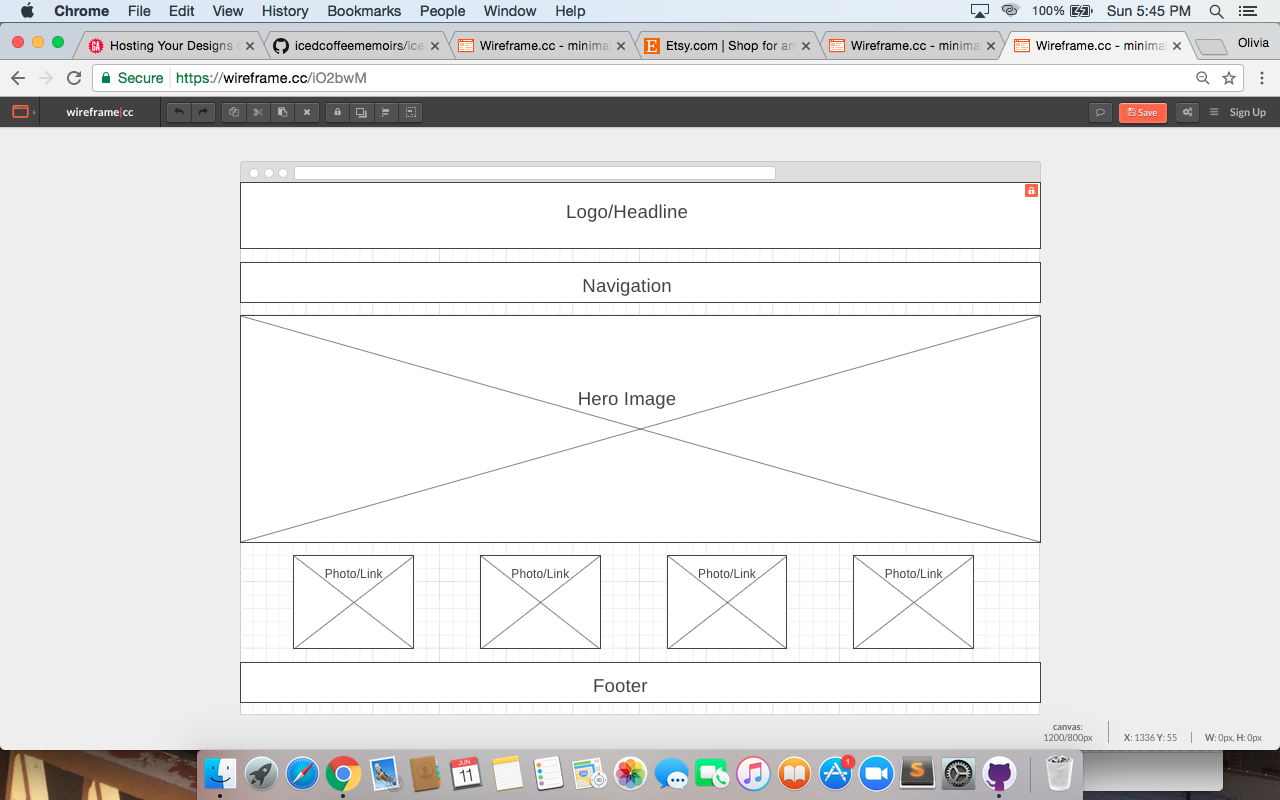 Chrome File Edit View History Bookmarks People Window Help 100% Sun 5:45 PM
GA Hosting Your Designs icedcoffeememoirs/ice Wireframe.cc - minima E Etsy.com | Shop for an Wireframe.cc - minima Wireframe.cc - minima Olivia
Secure https://wireframe.cc/iO2bwM
wireframe|cc Save Sign Up
Logo/Headline
Navigation
Hero Image
Photo/Link Photo/Link Photo/Link Photo/Link
Footer
canvas:
1200/800px X: 1336 Y: 55 W: 0px, H: 0px
JUN 1
11 S